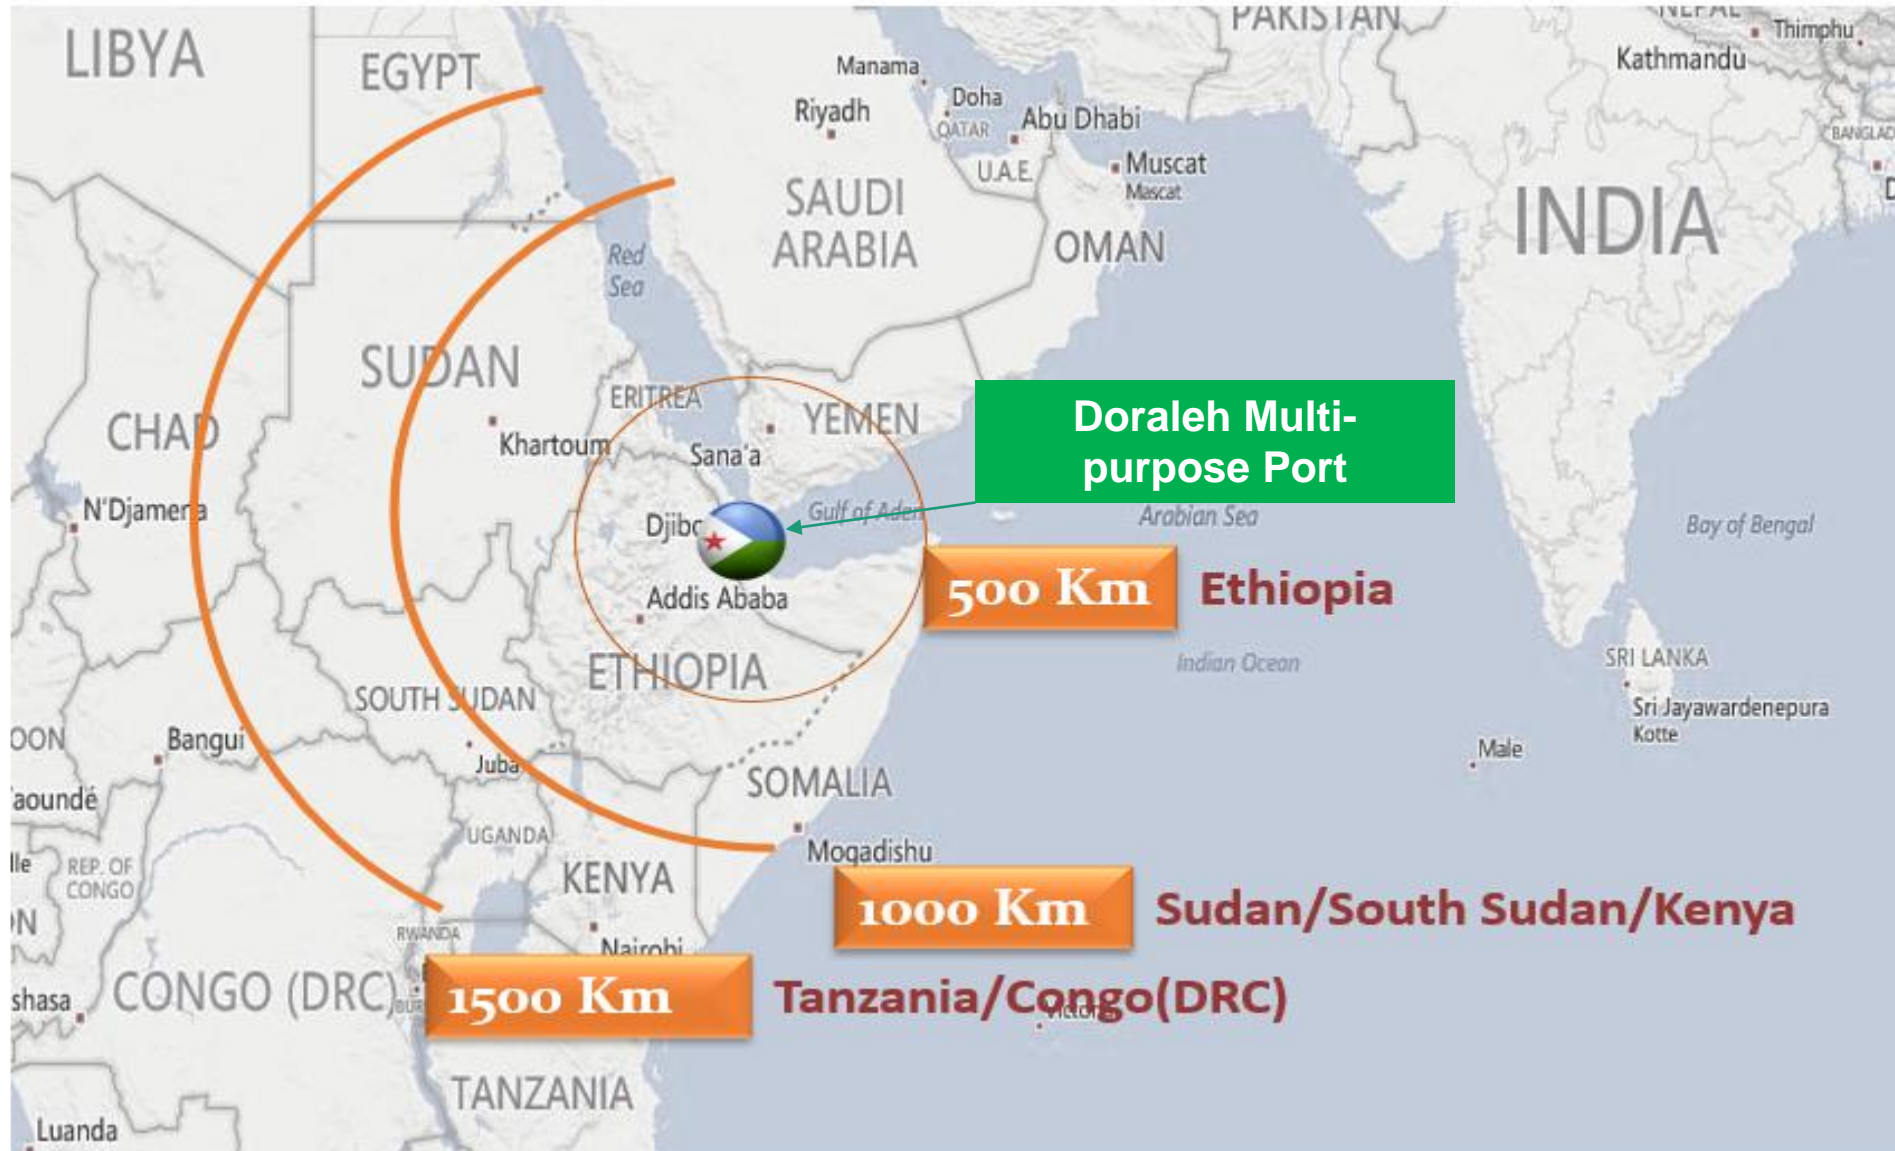 LIBYA
EGYPT
PAKISTAN
NEPAL
Thimphu
Kathmandu
Manama
Doha
Riyadh
QATAR
Abu Dhabi
U.A.E.
Muscat
Mascat
SAUDI
ARABIA
OMAN
INDIA
Red
Sea
SUDAN
CHAD
Khartoum
ERITREA
YEMEN
Sana'a
Doraleh Multi-
purpose Port
N'Djamena
Gulf of Aden
Arabian Sea
Bay of Bengal
Addis Ababa
500 Km
Ethiopia
ETHIOPIA
Indian Ocean
SRI LANKA
SOUTH SUDAN
Sri Jayawardenepura
Kotte
Bangui
Juba
Male
SOMALIA
UGANDA
REP. OF
CONGO
KENYA
Mogadishu
1000 Km
Sudan/South Sudan/Kenya
RWANDA
Nairobi
CONGO (DRC)
1500 Km
Tanzania/Congo(DRC)
TANZANIA
Luanda